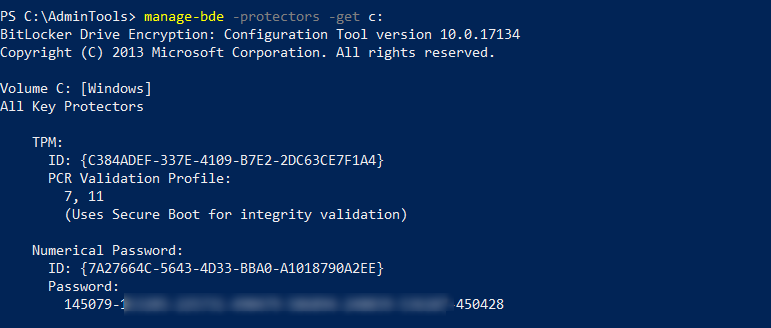 PS C:\AdminTools> manage-bde -protectors -get c:
BitLocker Drive Encryption: Configuration Tool version 10.0.17134
Copyright (C) 2013 Microsoft Corporation. All rights reserved.
Volume C: [Windows]
All Key Protectors
TPM:
ID: {C384ADEF-337E-4109-B7E2-2DC63CE7F1A4}
PCR Validation Profile:
7, 11
(Uses Secure Boot for integrity validation)
Numerical Password:
ID: {7A27664C-5643-4D33-BBA0-A1018790A2EE}
Password:
145079-1 -450428